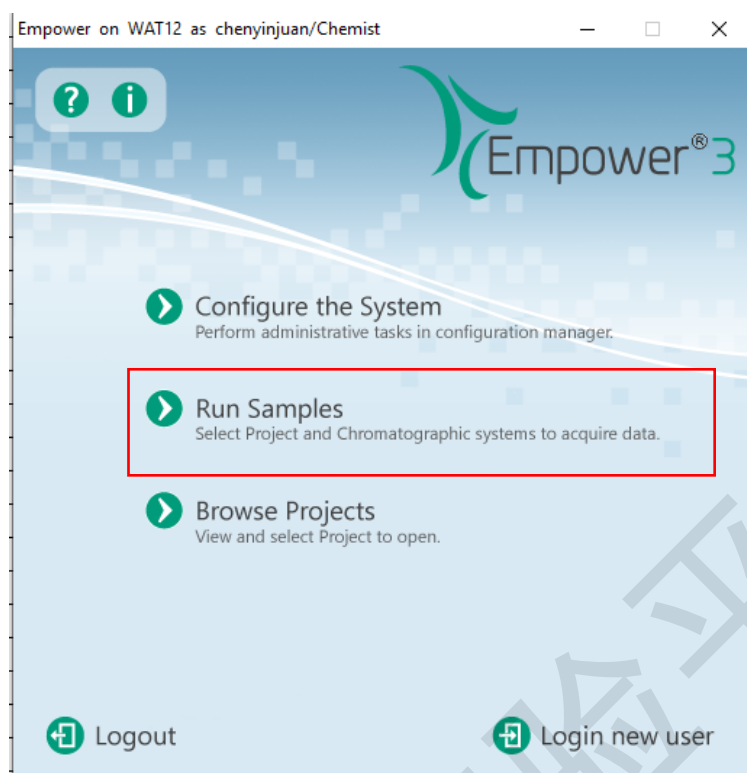 Empower on WAT12 as chenyinjuan/Chemist
? i
Empower®3
Configure the System
Perform administrative tasks in configuration manager.
Run Samples
Select Project and Chromatographic systems to acquire data.
Browse Projects
View and select Project to open.
Logout
Login new user